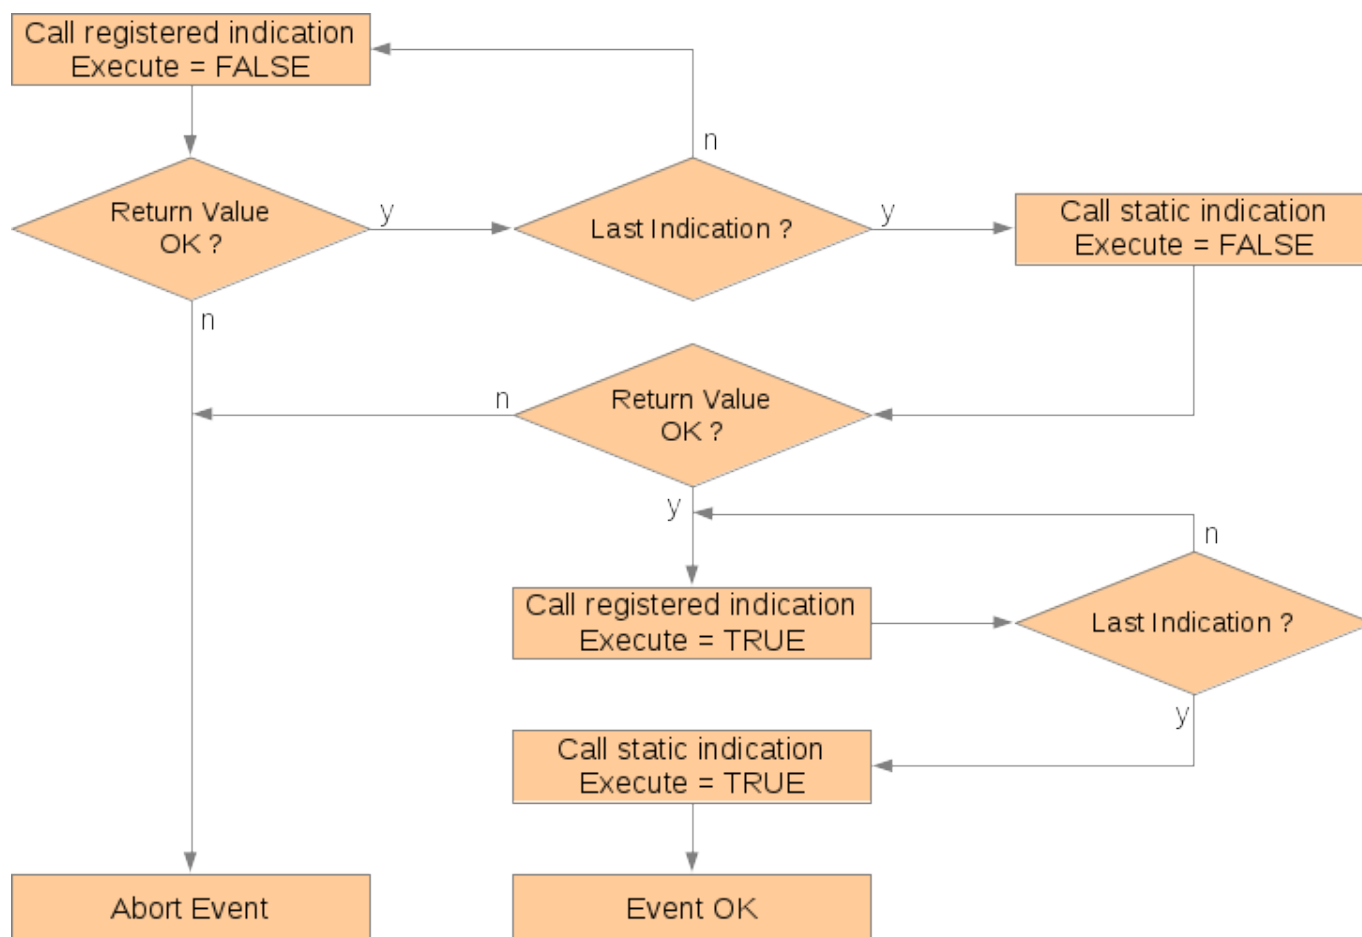 Call registered indication
Execute = FALSE
n
Return Value
OK ?
y
Last Indication ?
y
Call static indication
Execute = FALSE
n
n
Return Value
OK ?
y
n
Call registered indication
Execute = TRUE
Last Indication ?
y
Call static indication
Execute = TRUE
Abort Event
Event OK